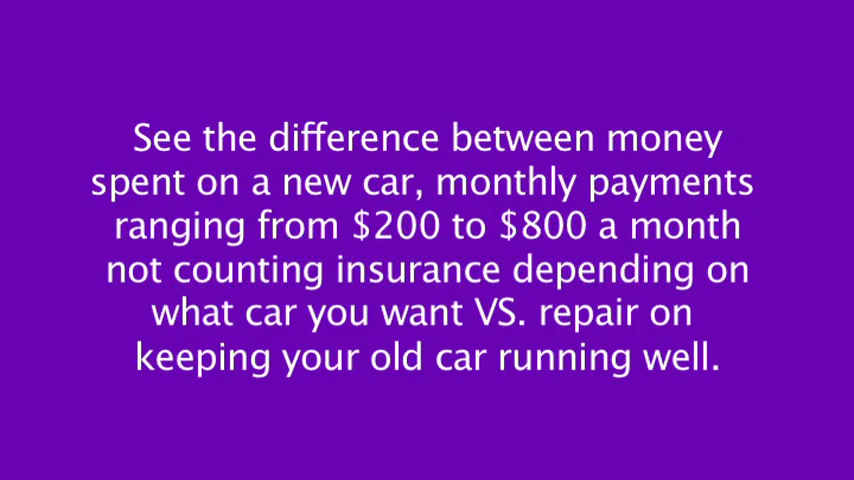 See the difference between money
spent on a new car, monthly payments
ranging from $200 to $800 a month
not counting insurance depending on
what car you want VS. repair on
keeping your old car running well.